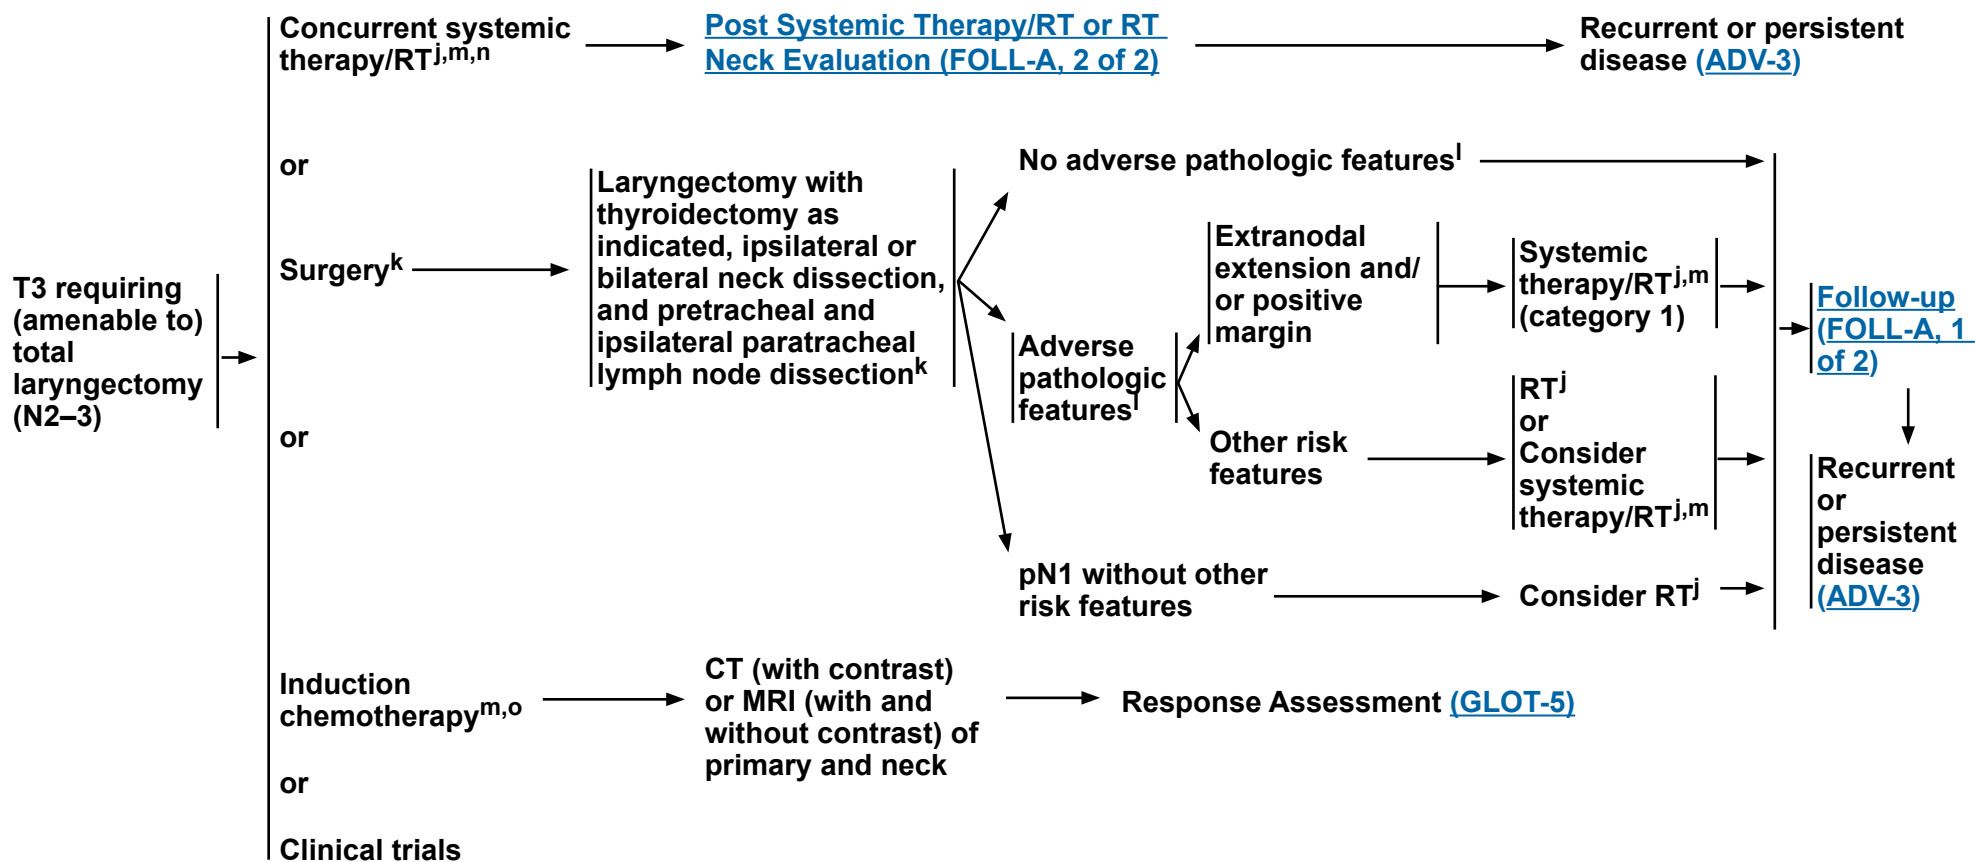 T3 requiring
(amenable to)
total
laryngectomy
(N2–3)
Concurrent systemic
therapy/RTj,m,n
Post Systemic Therapy/RT or RT
Neck Evaluation (FOLL-A, 2 of 2)
Recurrent or persistent
disease (ADV-3)
or
Surgeryk
Laryngectomy with
thyroidectomy as
indicated, ipsilateral or
bilateral neck dissection,
and pretracheal and
ipsilateral paratracheal
lymph node dissectionk
No adverse pathologic featuresl
Adverse
pathologic
featuresl
Extranodal
extension and/
or positive
margin
Systemic
therapy/RTj,m
(category 1)
Other risk
features
RTj
or
Consider
systemic
therapy/RTj,m
pN1 without other
risk features
Consider RTj
Follow-up
(FOLL-A, 1
of 2)
Recurrent
or
persistent
disease
(ADV-3)
or
Induction
chemotherapym,o
CT (with contrast)
or MRI (with and
without contrast) of
primary and neck
Response Assessment (GLOT-5)
or
Clinical trials